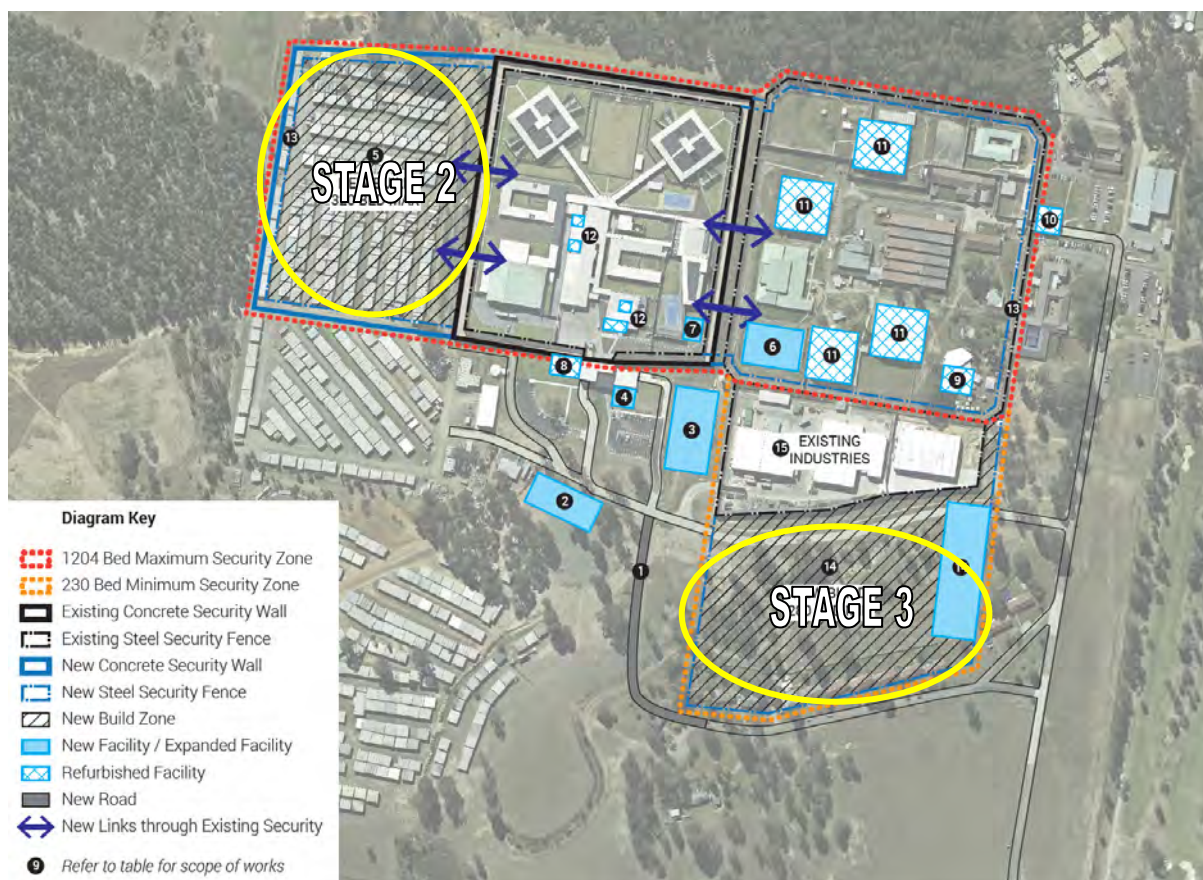 5
13
STAGE 2
12
12
7
11
11
10
13
6
11
11
9
8
4
3
15
EXISTING
INDUSTRIES
2
1
14
STAGE 3
Diagram Key
1204 Bed Maximum Security Zone
230 Bed Minimum Security Zone
Existing Concrete Security Wall
Existing Steel Security Fence
New Concrete Security Wall
New Steel Security Fence
New Build Zone
New Facility / Expanded Facility
Refurbished Facility
New Road
New Links through Existing Security
9 Refer to table for scope of works